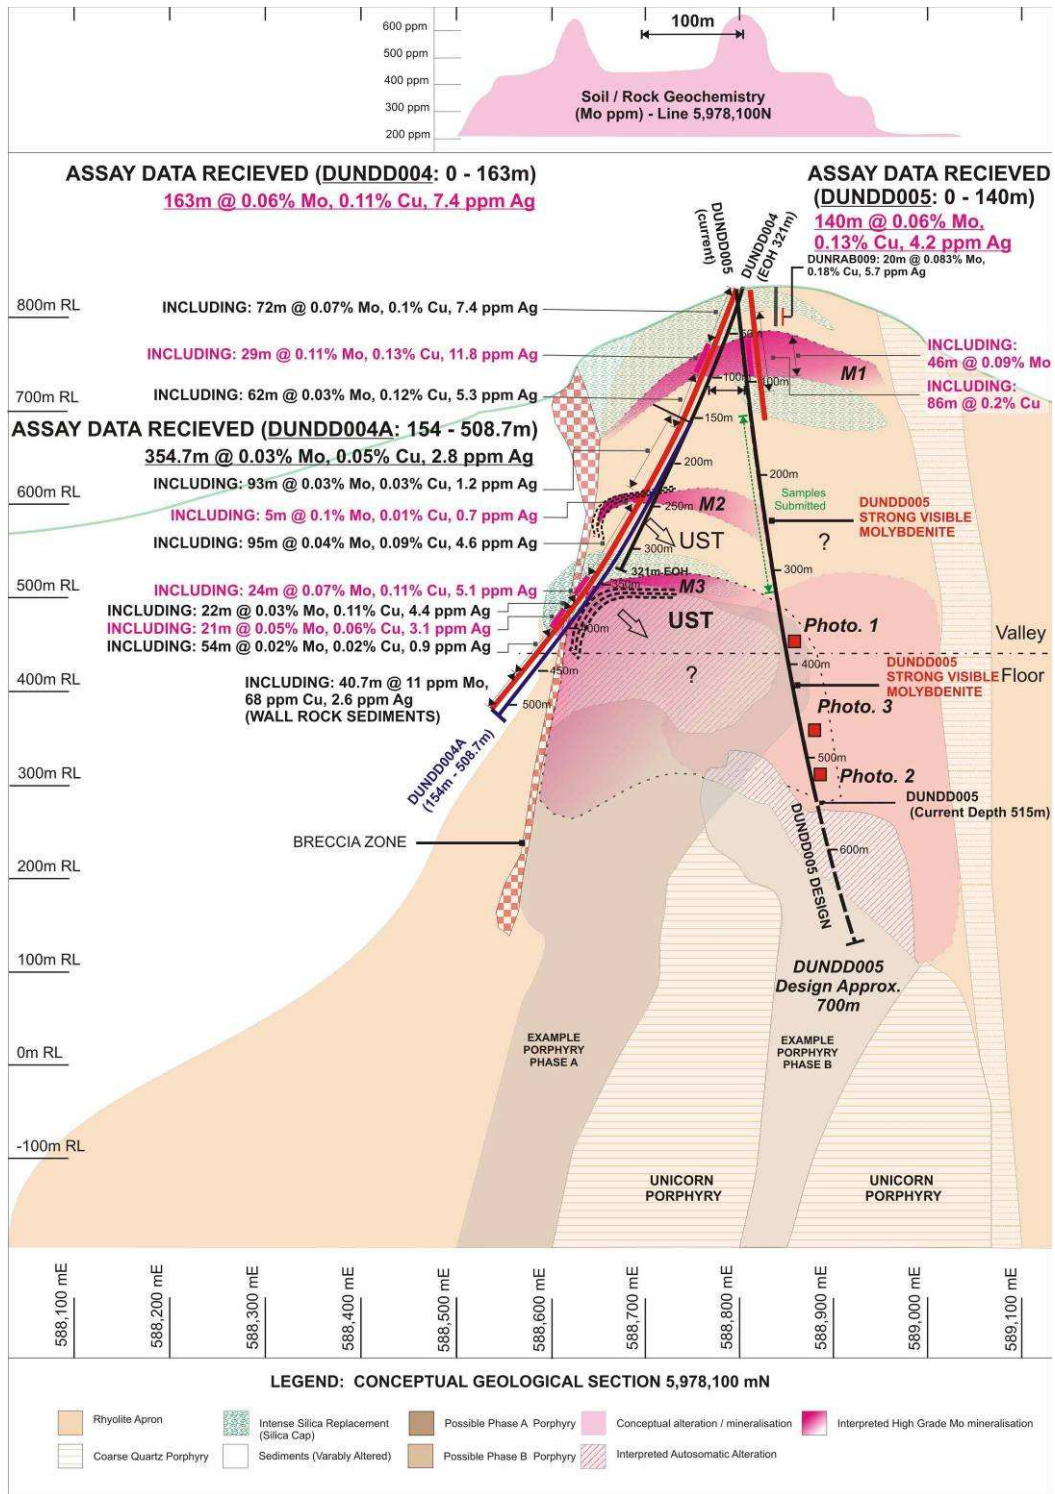 600 ppm
500 ppm
400 ppm
300 ppm
200 ppm
100m
Soil / Rock Geochemistry
(Mo ppm) - Line 5,978,100N
ASSAY DATA RECIEVED (DUNDD004: 0 - 163m)
163m @ 0.06% Mo, 0.11% Cu, 7.4 ppm Ag
ASSAY DATA RECIEVED
(DUNDD005: 0 - 140m)
140m @ 0.06% Mo,
0.13% Cu, 4.2 ppm Ag
DUNRAB009: 20m @ 0.083% Mo,
0.18% Cu, 5.7 ppm Ag
DUNDD005
(current)
DUNDD004
(EOH 321m)
800m RL
INCLUDING: 72m @ 0.07% Mo, 0.1% Cu, 7.4 ppm Ag
INCLUDING: 29m @ 0.11% Mo, 0.13% Cu, 11.8 ppm Ag
INCLUDING: 62m @ 0.03% Mo, 0.12% Cu, 5.3 ppm Ag
INCLUDING:
46m @ 0.09% Mo
INCLUDING:
86m @ 0.2% Cu
50m
100m
100m
M1
700m RL
150m
ASSAY DATA RECIEVED (DUNDD004A: 154 - 508.7m)
354.7m @ 0.03% Mo, 0.05% Cu, 2.8 ppm Ag
INCLUDING: 93m @ 0.03% Mo, 0.03% Cu, 1.2 ppm Ag
200m
200m
600m RL
INCLUDING: 5m @ 0.1% Mo, 0.01% Cu, 0.7 ppm Ag
250m
M2
Samples
Submitted
DUNDD005
STRONG VISIBLE
MOLYBDENITE
INCLUDING: 95m @ 0.04% Mo, 0.09% Cu, 4.6 ppm Ag
UST
?
300m
300m
321m EOH
500m RL
INCLUDING: 24m @ 0.07% Mo, 0.11% Cu, 5.1 ppm Ag
350m
M3
INCLUDING: 22m @ 0.03% Mo, 0.11% Cu, 4.4 ppm Ag
INCLUDING: 21m @ 0.05% Mo, 0.06% Cu, 3.1 ppm Ag
INCLUDING: 54m @ 0.02% Mo, 0.02% Cu, 0.9 ppm Ag
400m
UST
Photo. 1
Valley
Floor
400m
450m
?
DUNDD005
STRONG VISIBLE
MOLYBDENITE
400m RL
INCLUDING: 40.7m @ 11 ppm Mo,
68 ppm Cu, 2.6 ppm Ag
(WALL ROCK SEDIMENTS)
500m
Photo. 3
DUNDD004A
(154m - 508.7m)
500m
300m RL
Photo. 2
DUNDD005
(Current Depth 515m)
BRECCIA ZONE
600m
DUNDD005 DESIGN
200m RL
100m RL
DUNDD005
Design Approx.
700m
EXAMPLE
PORPHYRY
PHASE A
EXAMPLE
PORPHYRY
PHASE B
0m RL
-100m RL
UNICORN
PORPHYRY
UNICORN
PORPHYRY
588,100 mE
588,200 mE
588,300 mE
588,400 mE
588,500 mE
588,600 mE
588,700 mE
588,800 mE
588,900 mE
589,000 mE
589,100 mE
LEGEND: CONCEPTUAL GEOLOGICAL SECTION 5,978,100 mN
Rhyolite Apron
Intense Silica Replacement
(Silica Cap)
Possible Phase A Porphyry
Conceptual alteration / mineralisation
Interpreted High Grade Mo mineralisation
Coarse Quartz Porphyry
Sediments (Varably Altered)
Possible Phase B Porphyry
Interpreted Autosomatic Alteration